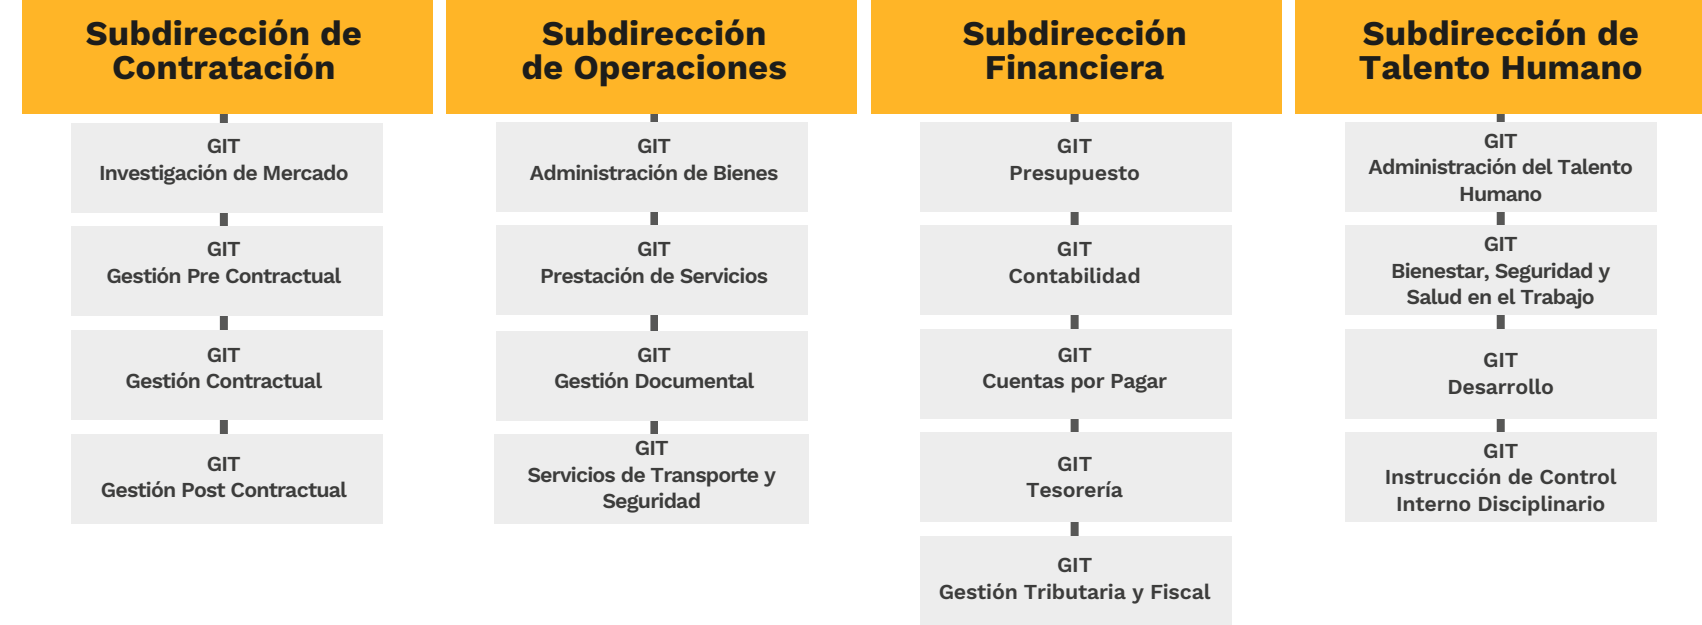 Subdirección de
Contratación
GIT
Investigación de Mercado
GIT
Gestión Pre Contractual
GIT
Gestión Contractual
GIT
Gestión Post Contractual
Subdirección
de Operaciones
GIT
Administración de Bienes
GIT
Prestación de Servicios
GIT
Gestión Documental
GIT
Servicios de Transporte y
Seguridad
Subdirección
Financiera
GIT
Presupuesto
GIT
Contabilidad
GIT
Cuentas por Pagar
GIT
Tesorería
GIT
Gestión Tributaria y Fiscal
Subdirección de
Talento Humano
GIT
Administración del Talento
Humano
GIT
Bienestar, Seguridad y
Salud en el Trabajo
GIT
Desarrollo
GIT
Instrucción de Control
Interno Disciplinario